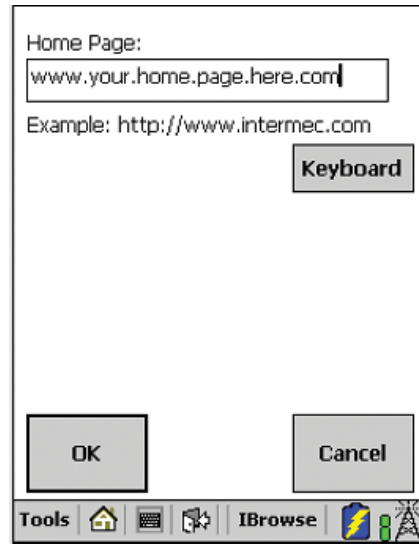 Home Page:
www.your.home.page.here.com
Example: http://www.intermec.com
Keyboard
OK Cancel
Tools IBrowse